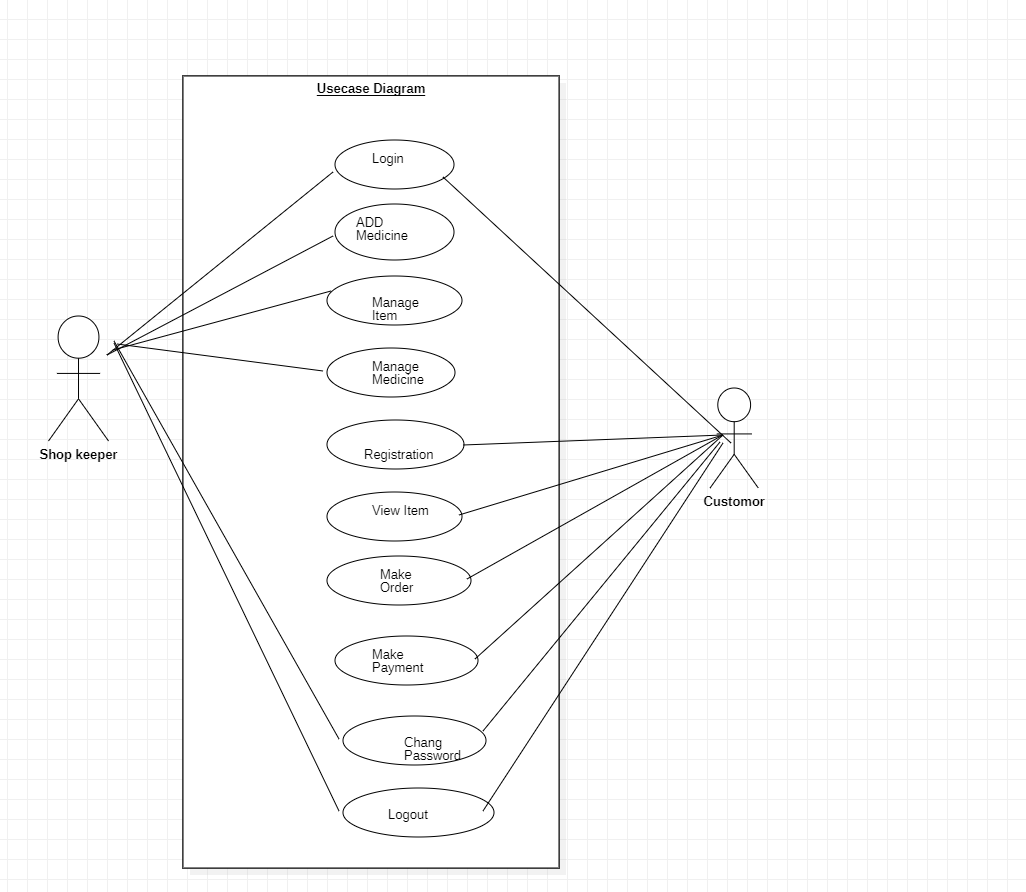 Usecase Diagram
Login
ADD
Medicine
Manage
Item
Manage
Medicine
Registration
View Item
Make
Order
Make
Payment
Chang
Password
Logout
Shop keeper
Customor